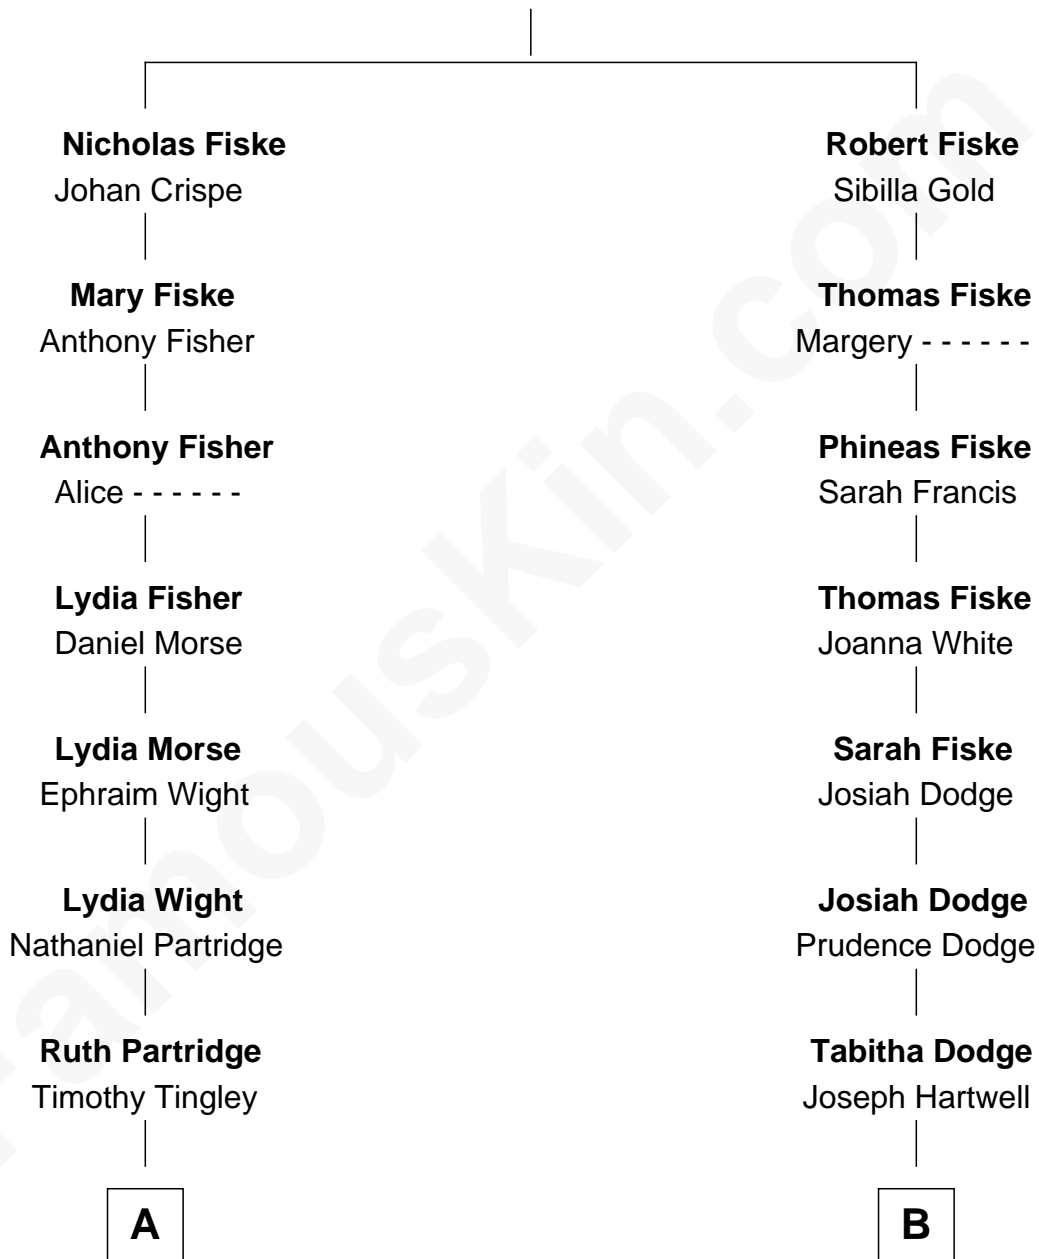 Nicholas Fiske
Johan Crispe
Mary Fiske
Anthony Fisher
Anthony Fisher
Alice - - - - - -
Lydia Fisher
Daniel Morse
Lydia Morse
Ephraim Wight
Lydia Wight
Nathaniel Partridge
Ruth Partridge
Timothy Tingley
A
Robert Fiske
Sibilla Gold
Thomas Fiske
Margery - - - - - -
Phineas Fiske
Sarah Francis
Thomas Fiske
Joanna White
Sarah Fiske
Josiah Dodge
Josiah Dodge
Prudence Dodge
Tabitha Dodge
Joseph Hartwell
B
FamousKin.com